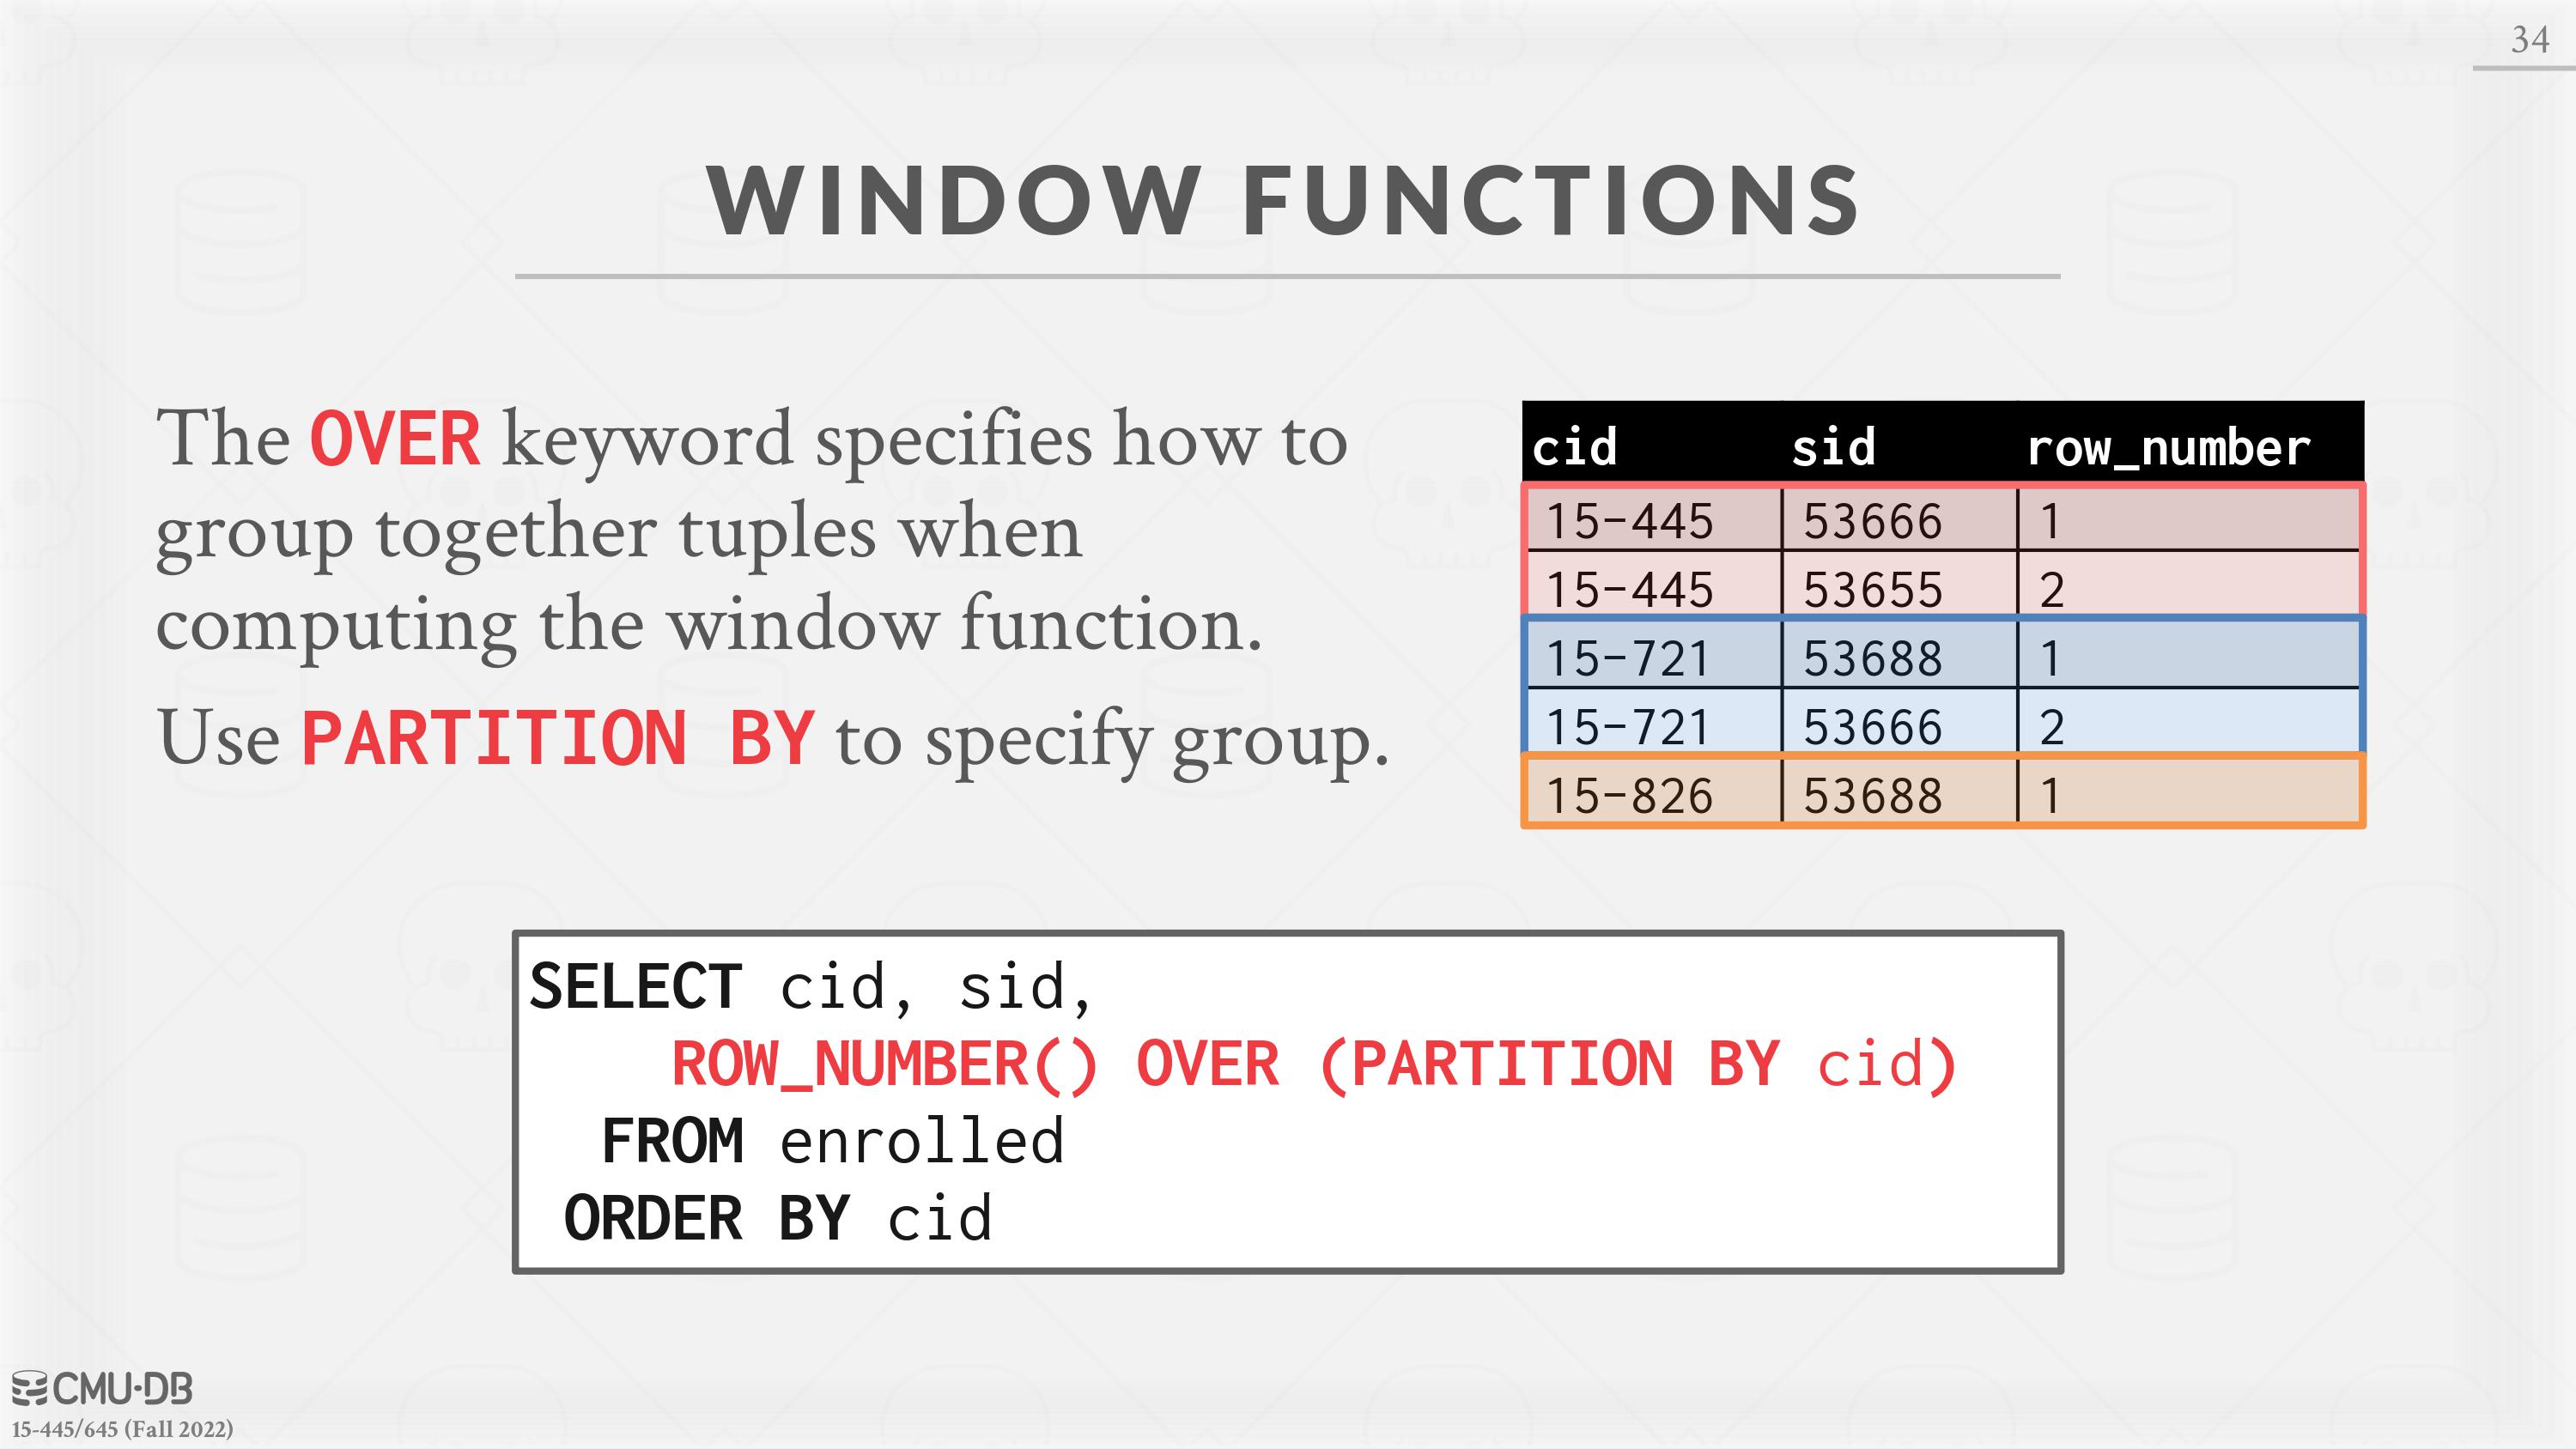 34
WINDOW FUNCTIONS
The OVER keyword specifies how to
group together tuples when
computing the window function.
Use PARTITION BY to specify group.
cid sid row_number
15-445 53666 1
15-445 53655 2
15-721 53688 1
15-721 53666 2
15-826 53688 1
SELECT cid, sid,
ROW_NUMBER() OVER (PARTITION BY cid)
FROM enrolled
ORDER BY cid
CMU·DB
15-445/645 (Fall 2022)